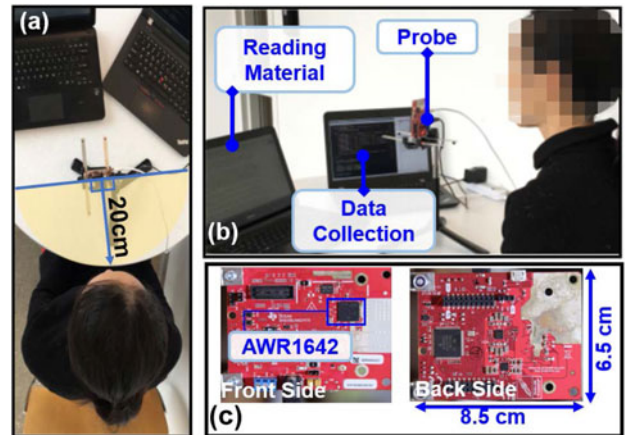 (a)
20cm
Reading
Material
Probe
Data
Collection
(b)
AWR1642
Front Side
Back Side
6.5 cm
8.5 cm
(c)